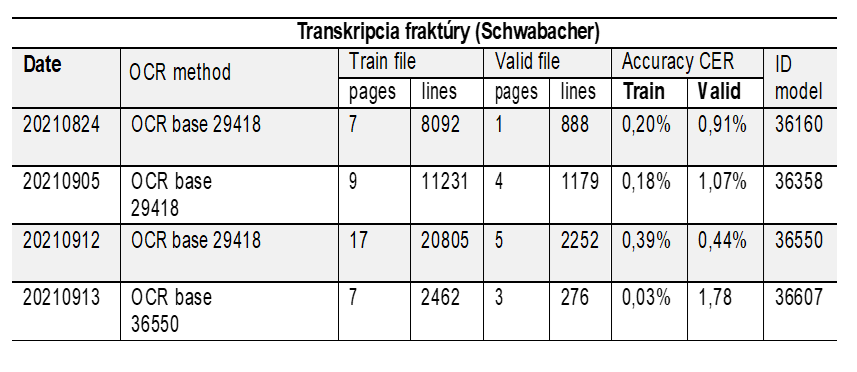 Transkripcia fraktúry (Schwabacher)
Date OCR method Train file Valid file Accuracy CER ID model
pages lines pages lines Train Valid
20210824 OCR base 29418 7 8092 1 888 0,20% 0,91% 36160
20210905 OCR base 29418 9 11231 4 1179 0,18% 1,07% 36358
20210912 OCR base 29418 17 20805 5 2252 0,39% 0,44% 36550
20210913 OCR base 36550 7 2462 3 276 0,03% 1,78 36607